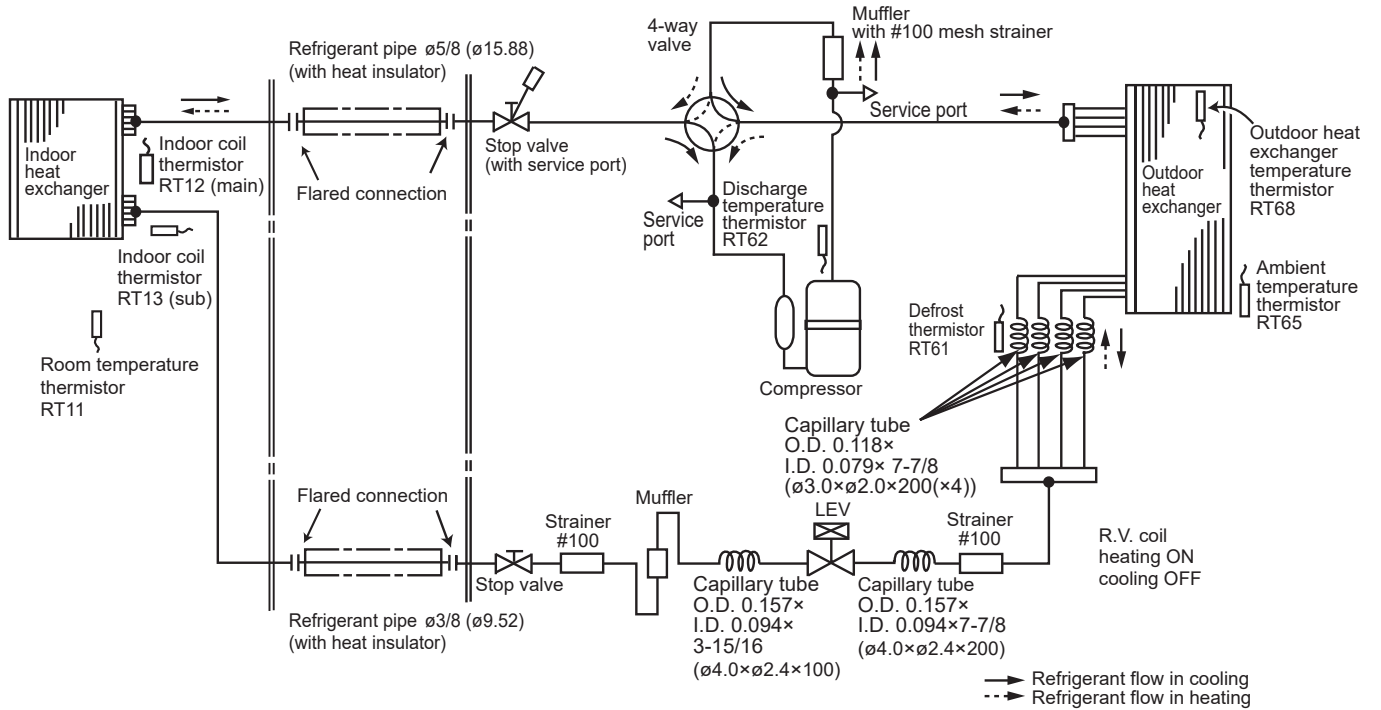 Refrigerant pipe ø5/8 (ø15.88)
(with heat insulator)
4-way
valve
Muffler
with #100 mesh strainer
Service port
Indoor
heat
exchanger
Indoor coil
thermistor
RT12 (main)
Flared connection
Stop valve
(with service port)
Outdoor heat
exchanger
temperature
thermistor
RT68
Outdoor
heat
exchanger
Discharge
temperature
thermistor
RT62
Service
port
Indoor coil
thermistor
RT13 (sub)
Ambient
temperature
thermistor
RT65
Defrost
thermistor
RT61
Room temperature
thermistor
RT11
Compressor
Capillary tube
O.D. 0.118×
I.D. 0.079× 7-7/8
(ø3.0×ø2.0×200(×4))
Flared connection
Muffler
LEV
Strainer
#100
Strainer
#100
R.V. coil
heating ON
cooling OFF
Stop valve
Capillary tube
O.D. 0.157×
I.D. 0.094×
3-15/16
(ø4.0×ø2.4×100)
Capillary tube
O.D. 0.157×
I.D. 0.094×7-7/8
(ø4.0×ø2.4×200)
Refrigerant pipe ø3/8 (ø9.52)
(with heat insulator)
Refrigerant flow in cooling
Refrigerant flow in heating